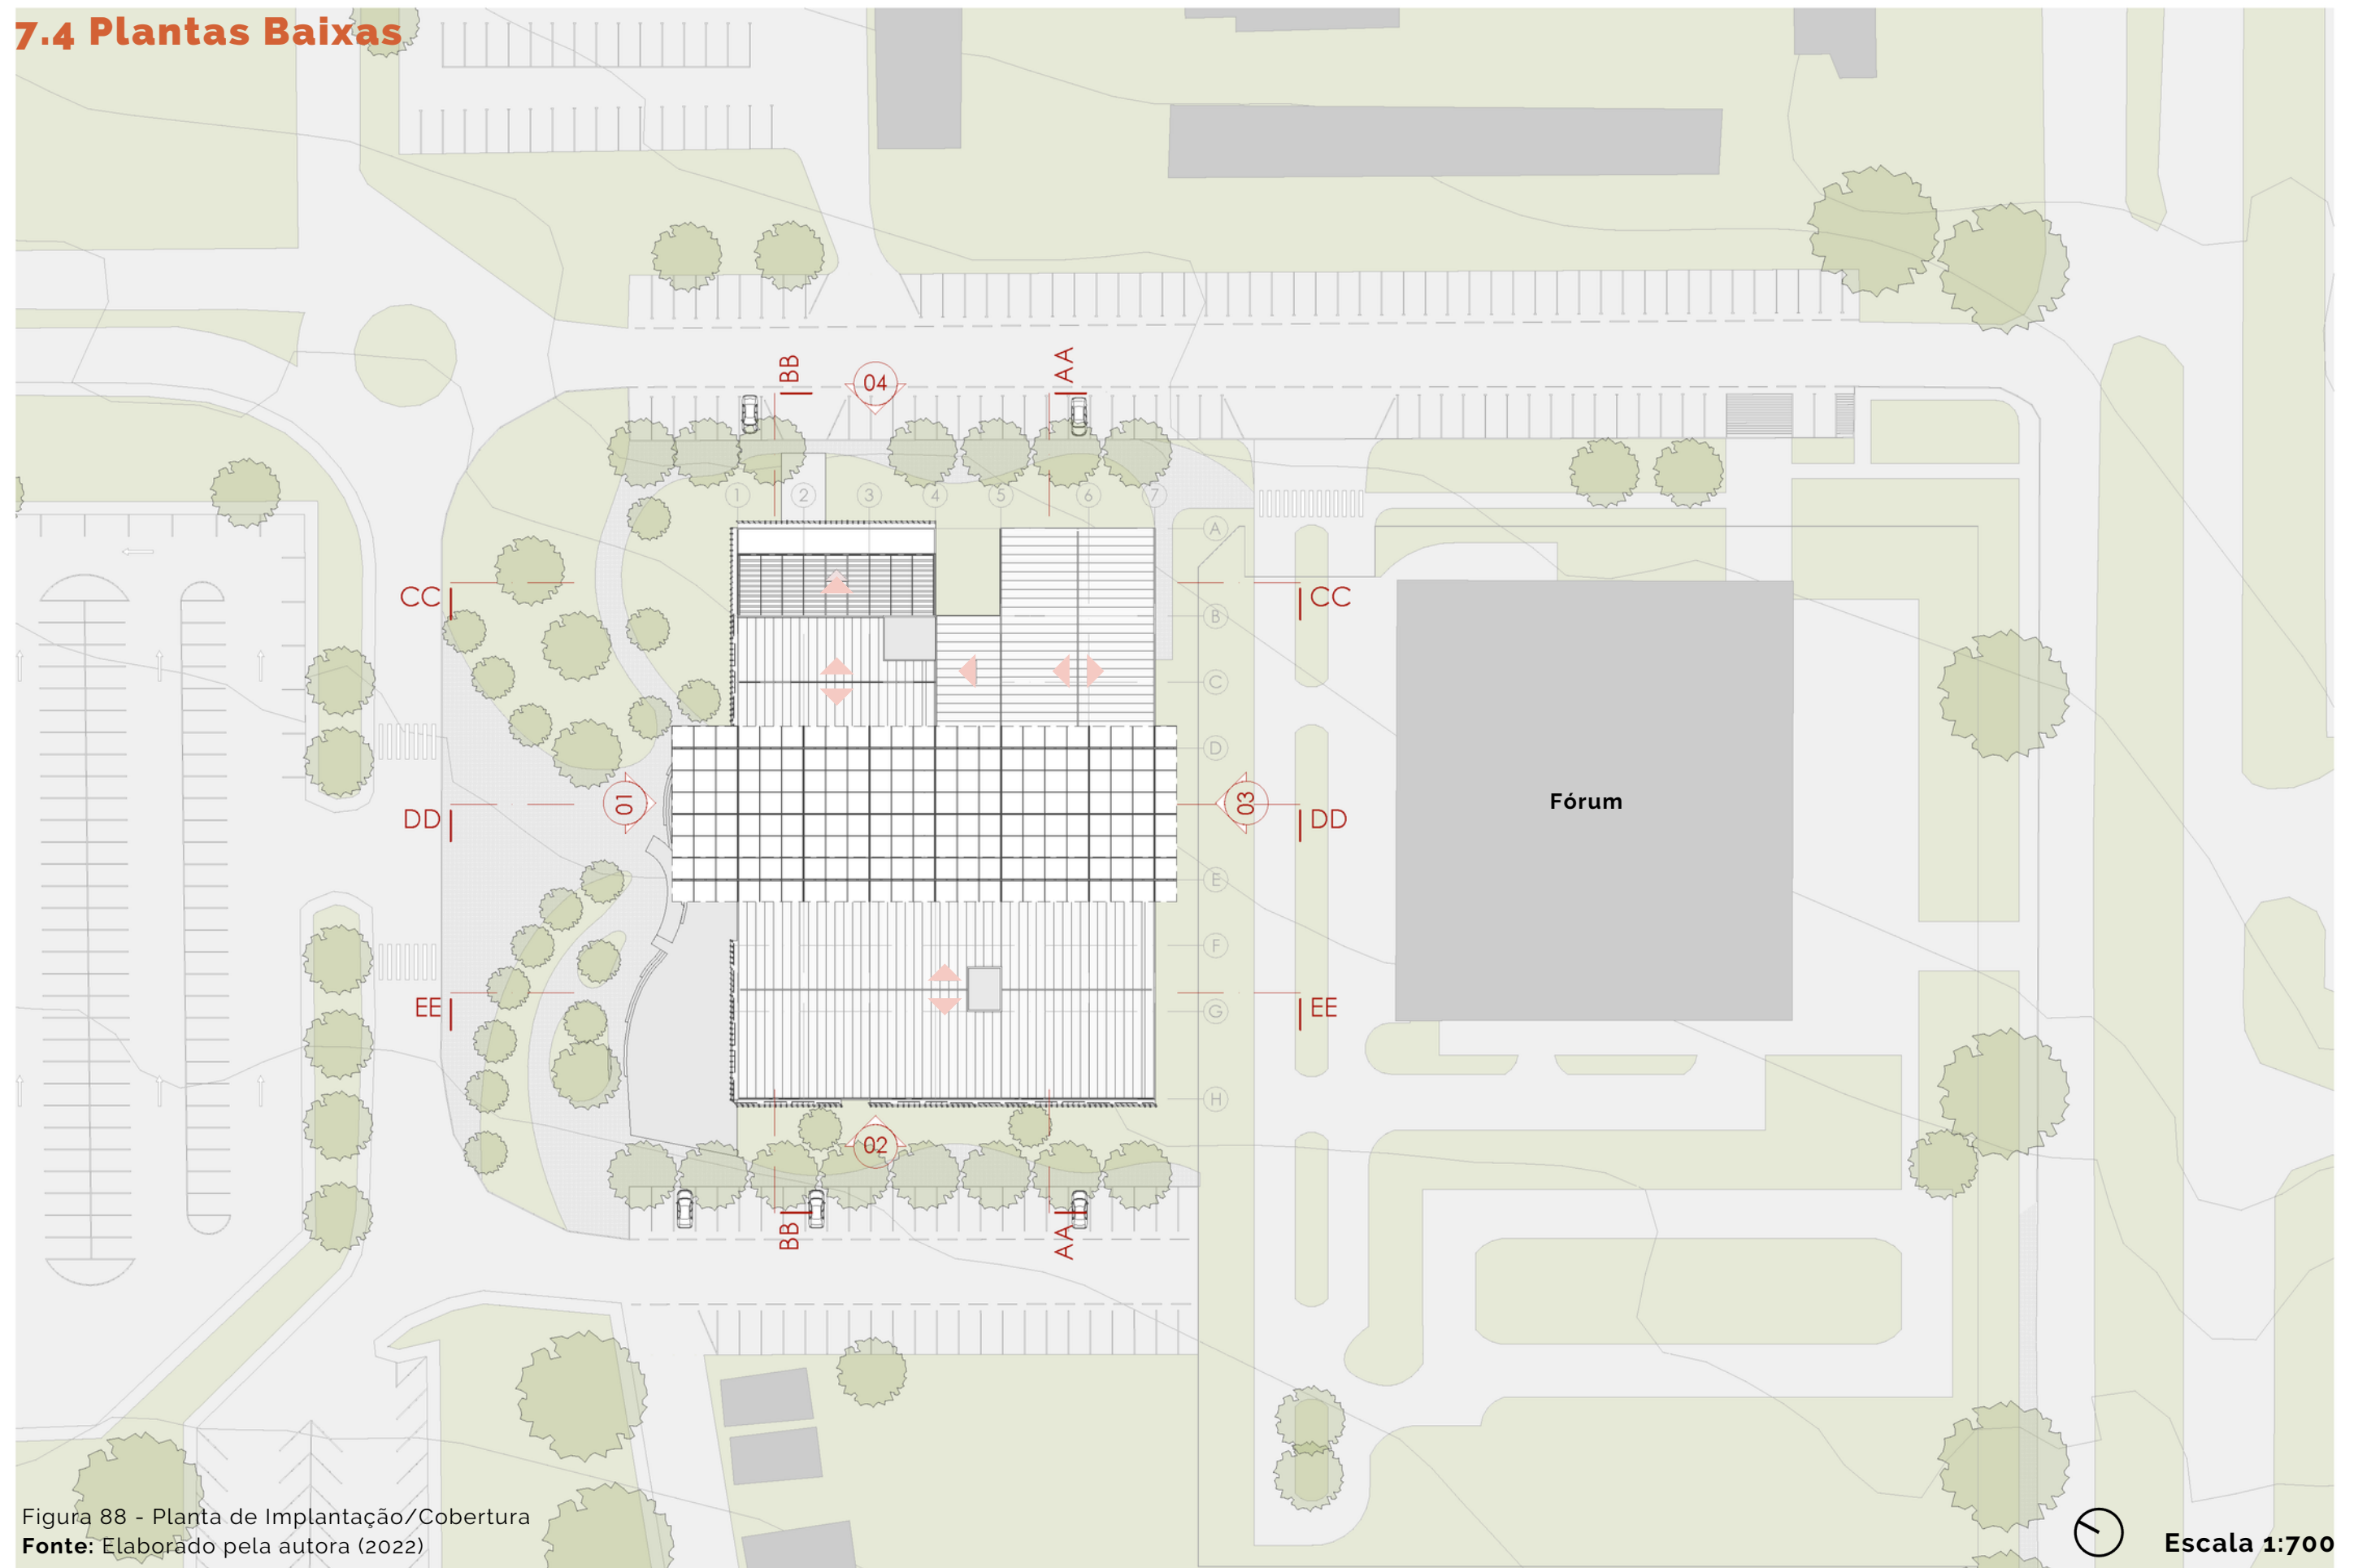 7.4 Plantas Baixas
BB
04
AA
1
2
3
4
5
6
7
A
CC
CC
B
C
D
01
03
DD
DD
Fórum
E
F
EE
EE
G
H
02
BB
AA
Figura 88 - Planta de Implantação/Cobertura
Fonte: Elaborado pela autora (2022)
Escala 1:700